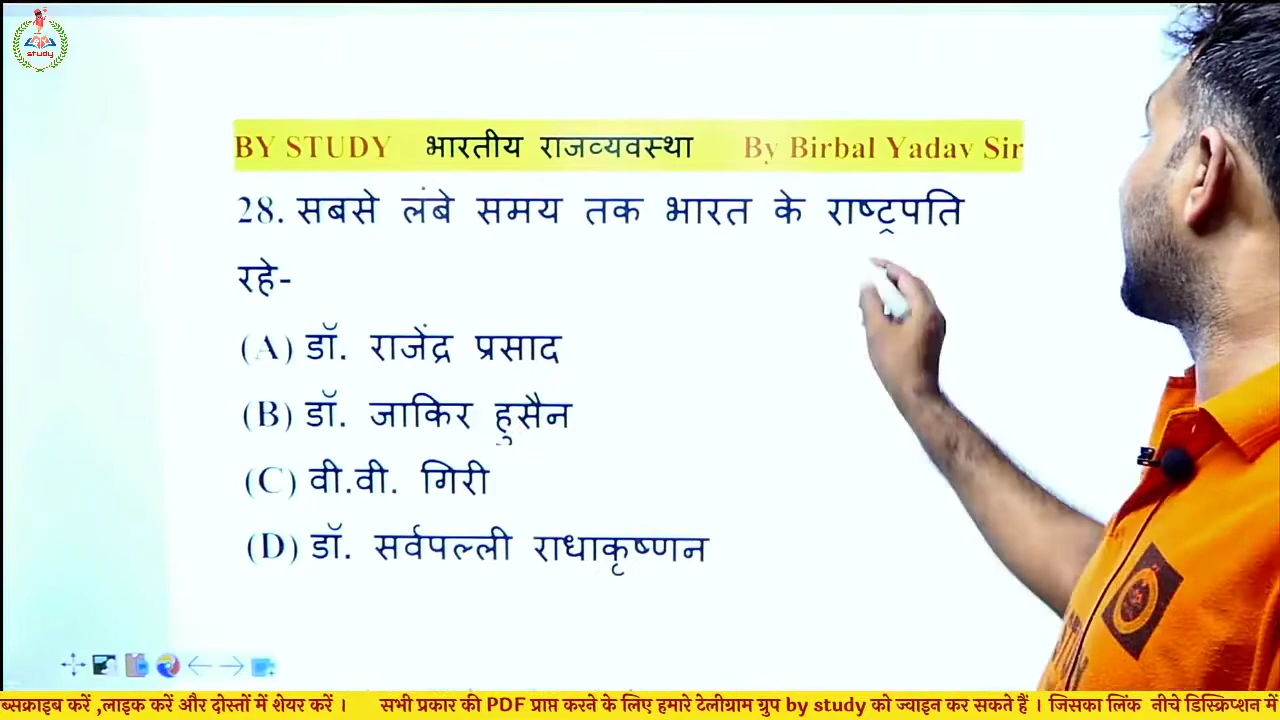 study
BY STUDY भारतीय राजव्यवस्था By Birbal Yadav Sir
28. सबसे लंबे समय तक भारत के राष्ट्रपति
रहे-
(A) डॉ. राजेंद्र प्रसाद
(B) डॉ. जाकिर हुसैन
(C) वी.वी. गिरी
(D) डॉ. सर्वपल्ली राधाकृष्णन
ब्सक्राइब करें ,लाइक करें और दोस्तों में शेयर करें । सभी प्रकार की PDF प्राप्त करने के लिए हमारे टेलीग्राम ग्रुप by study को ज्वाइन कर सकते हैं । जिसका लिंक नीचे डिस्क्रिप्शन में